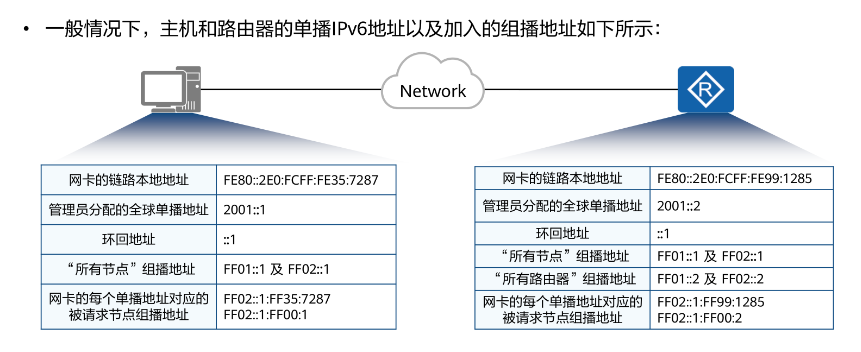 • 一般情况下，主机和路由器的单播IPv6地址以及加入的组播地址如下所示：
Network
R
网卡的链路本地地址 FE80::2E0:FCFF:FE35:7287
管理员分配的全球单播地址 2001::1
环回地址 ::1
“所有节点”组播地址 FF01::1 及 FF02::1
网卡的每个单播地址对应的
被请求节点组播地址
FF02::1:FF35:7287
FF02::1:FF00:1
网卡的链路本地地址 FE80::2E0:FCFF:FE99:1285
管理员分配的全球单播地址 2001::2
环回地址 ::1
“所有节点”组播地址 FF01::1 及 FF02::1
“所有路由器”组播地址 FF01::2 及 FF02::2
网卡的每个单播地址对应的
被请求节点组播地址
FF02::1:FF99:1285
FF02::1:FF00:2